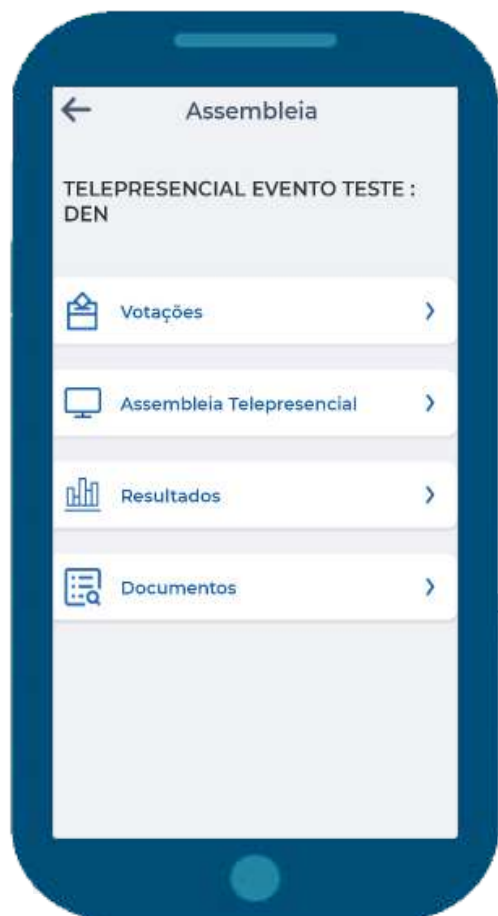 Assembleia
TELEPRESENCIAL EVENTO TESTE :
DEN
Votações
Assembleia Telepresencial
Resultados
Documentos